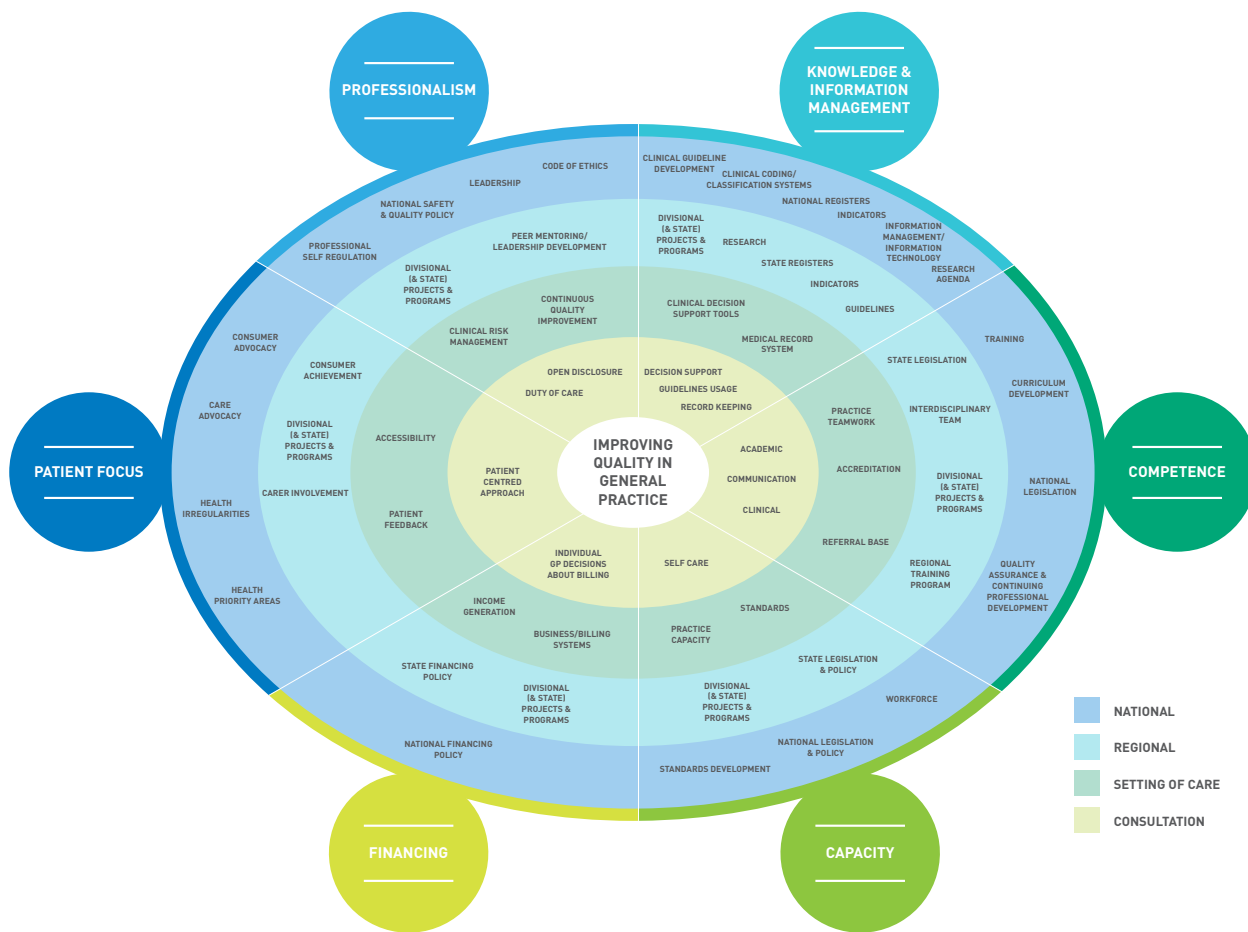 PROFESSIONALISM
KNOWLEDGE &
INFORMATION
MANAGEMENT
CODE OF ETHICS
LEADERSHIP
NATIONAL SAFETY
& QUALITY POLICY
PROFESSIONAL
SELF REGULATION
PEER MENTORING/
LEADERSHIP DEVELOPMENT
DIVISIONAL
(& STATE)
PROJECTS &
PROGRAMS
CONTINUOUS
QUALITY
IMPROVEMENT
CLINICAL RISK
MANAGEMENT
OPEN DISCLOSURE
DUTY OF CARE
CLINICAL GUIDELINE
DEVELOPMENT
CLINICAL CODING/
CLASSIFICATION SYSTEMS
NATIONAL REGISTERS
INDICATORS
INFORMATION
MANAGEMENT/
INFORMATION
TECHNOLOGY
RESEARCH
AGENDA
DIVISIONAL
(& STATE)
PROJECTS &
PROGRAMS
RESEARCH
STATE REGISTERS
INDICATORS
GUIDELINES
CLINICAL DECISION
SUPPORT TOOLS
MEDICAL RECORD
SYSTEM
DECISION SUPPORT
GUIDELINES USAGE
RECORD KEEPING
PATIENT FOCUS
CONSUMER
ADVOCACY
CARE
ADVOCACY
HEALTH
IRREGULARITIES
HEALTH
PRIORITY AREAS
CONSUMER
ACHIEVEMENT
DIVISIONAL
(& STATE)
PROJECTS &
PROGRAMS
CARER INVOLVEMENT
ACCESSIBILITY
PATIENT
FEEDBACK
PATIENT
CENTRED
APPROACH
IMPROVING
QUALITY IN
GENERAL
PRACTICE
ACADEMIC
COMMUNICATION
CLINICAL
PRACTICE
TEAMWORK
ACCREDITATION
REFERRAL BASE
STATE LEGISLATION
INTERDISCIPLINARY
TEAM
DIVISIONAL
(& STATE)
PROJECTS &
PROGRAMS
REGIONAL
TRAINING
PROGRAM
TRAINING
CURRICULUM
DEVELOPMENT
NATIONAL
LEGISLATION
QUALITY
ASSURANCE &
CONTINUING
PROFESSIONAL
DEVELOPMENT
COMPETENCE
INDIVIDUAL
GP DECISIONS
ABOUT BILLING
INCOME
GENERATION
BUSINESS/BILLING
SYSTEMS
STATE FINANCING
POLICY
DIVISIONAL
(& STATE)
PROJECTS &
PROGRAMS
NATIONAL FINANCING
POLICY
FINANCING
SELF CARE
STANDARDS
PRACTICE
CAPACITY
STATE LEGISLATION
& POLICY
DIVISIONAL
(& STATE)
PROJECTS &
PROGRAMS
WORKFORCE
NATIONAL LEGISLATION
& POLICY
STANDARDS DEVELOPMENT
CAPACITY
NATIONAL
REGIONAL
SETTING OF CARE
CONSULTATION